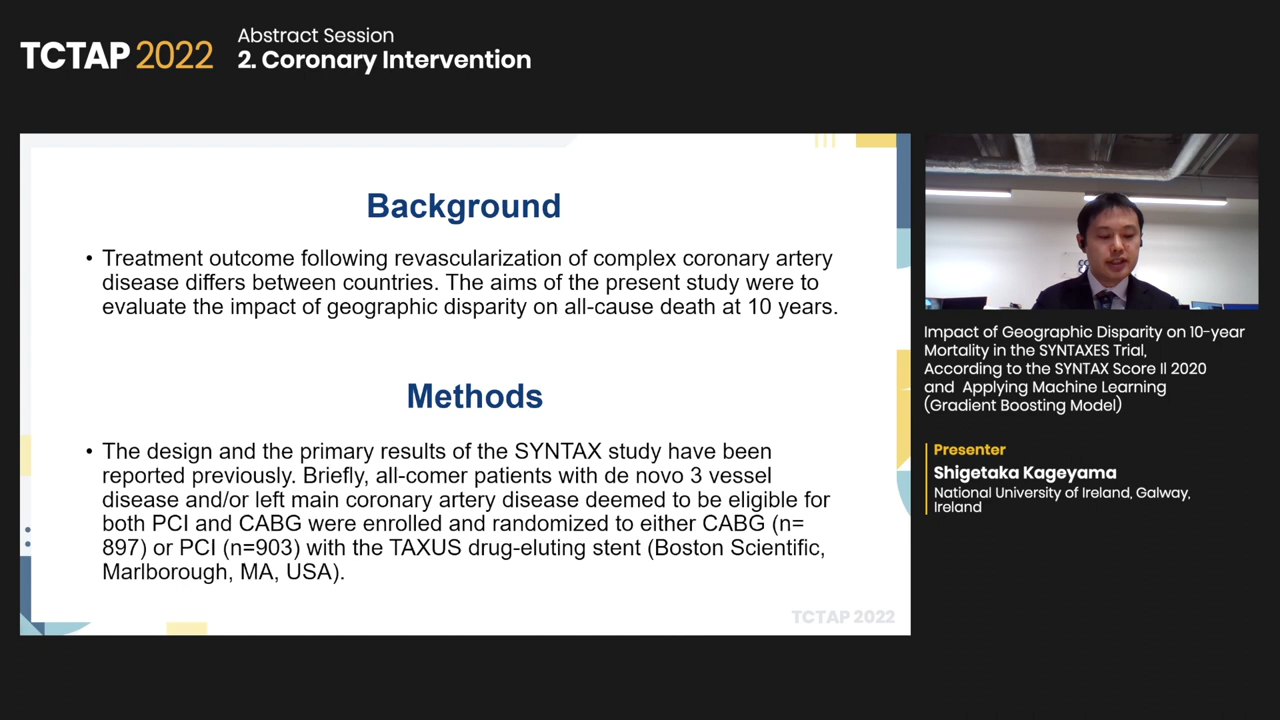 TCTAP 2022
Abstract Session
2. Coronary Intervention
Background
• Treatment outcome following revascularization of complex coronary artery
disease differs between countries. The aims of the present study were to
evaluate the impact of geographic disparity on all-cause death at 10 years.
Methods
• The design and the primary results of the SYNTAX study have been
reported previously. Briefly, all-comer patients with de novo 3 vessel
disease and/or left main coronary artery disease deemed to be eligible for
both PCI and CABG were enrolled and randomized to either CABG (n=
897) or PCI (n=903) with the TAXUS drug-eluting stent (Boston Scientific,
Marlborough, MA, USA).
TCTAP 2022
Impact of Geographic Disparity on 10-year
Mortality in the SYNTAXES Trial,
According to the SYNTAX Score II 2020
and Applying Machine Learning
(Gradient Boosting Model)
Presenter
Shigetaka Kageyama
National University of Ireland, Galway,
Ireland